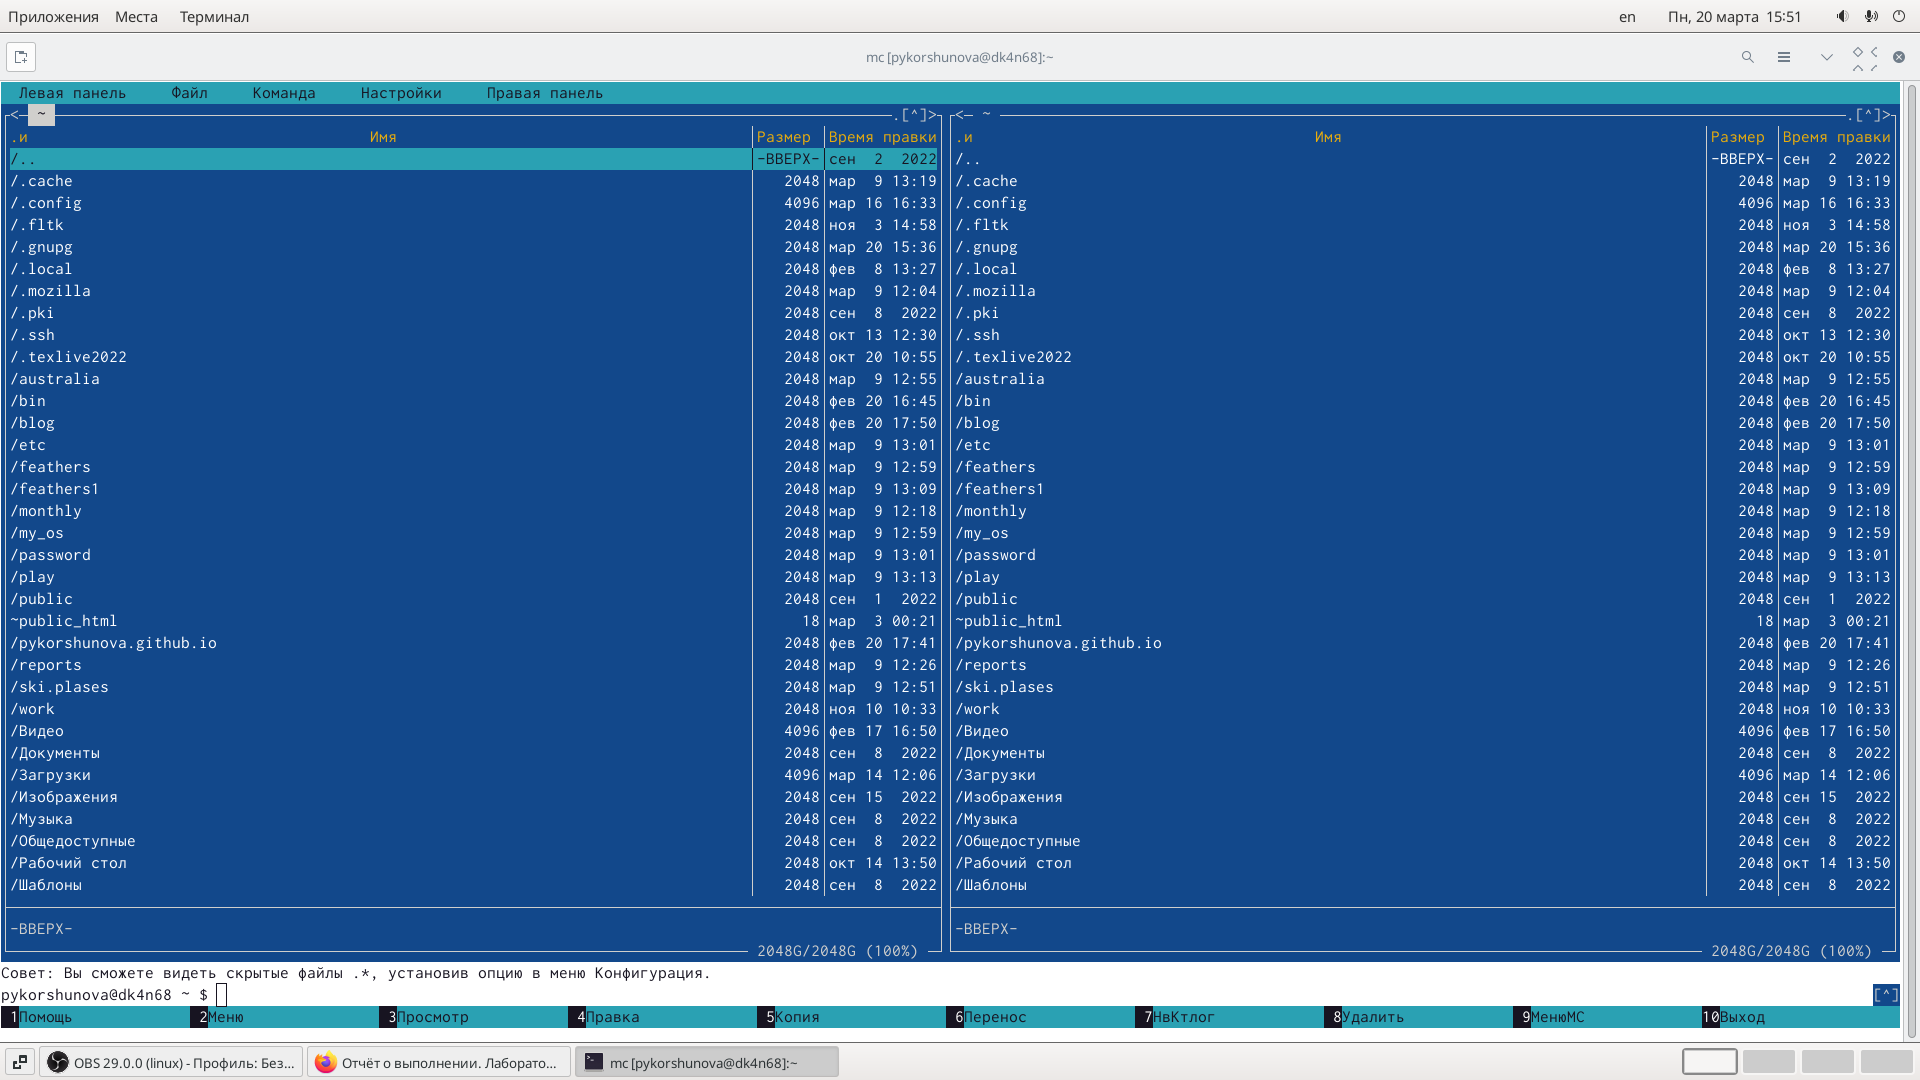 Приложения Места Терминал en Пн, 20 марта 15:51
mc [pykorshunova@dk4n68]:~
Левая панель Файл Команда Настройки Правая панель
<─ ~ .[^]> <─ ~ .[^]>
.и Имя Размер Время правки .и Имя Размер Время правки
/.. -ВВЕРХ- сен 2 2022 /.. -ВВЕРХ- сен 2 2022
/.cache 2048 мар 9 13:19 /.cache 2048 мар 9 13:19
/.config 4096 мар 16 16:33 /.config 4096 мар 16 16:33
/.fltk 2048 ноя 3 14:58 /.fltk 2048 ноя 3 14:58
/.gnupg 2048 мар 20 15:36 /.gnupg 2048 мар 20 15:36
/.local 2048 фев 8 13:27 /.local 2048 фев 8 13:27
/.mozilla 2048 мар 9 12:04 /.mozilla 2048 мар 9 12:04
/.pki 2048 сен 8 2022 /.pki 2048 сен 8 2022
/.ssh 2048 окт 13 12:30 /.ssh 2048 окт 13 12:30
/.texlive2022 2048 окт 20 10:55 /.texlive2022 2048 окт 20 10:55
/australia 2048 мар 9 12:55 /australia 2048 мар 9 12:55
/bin 2048 фев 20 16:45 /bin 2048 фев 20 16:45
/blog 2048 фев 20 17:50 /blog 2048 фев 20 17:50
/etc 2048 мар 9 13:01 /etc 2048 мар 9 13:01
/feathers 2048 мар 9 12:59 /feathers 2048 мар 9 12:59
/feathers1 2048 мар 9 13:09 /feathers1 2048 мар 9 13:09
/monthly 2048 мар 9 12:18 /monthly 2048 мар 9 12:18
/my_os 2048 мар 9 12:59 /my_os 2048 мар 9 12:59
/password 2048 мар 9 13:01 /password 2048 мар 9 13:01
/play 2048 мар 9 13:13 /play 2048 мар 9 13:13
/public 2048 сен 1 2022 /public 2048 сен 1 2022
~public_html 18 мар 3 00:21 ~public_html 18 мар 3 00:21
/pykorshunova.github.io 2048 фев 20 17:41 /pykorshunova.github.io 2048 фев 20 17:41
/reports 2048 мар 9 12:26 /reports 2048 мар 9 12:26
/ski.plases 2048 мар 9 12:51 /ski.plases 2048 мар 9 12:51
/work 2048 ноя 10 10:33 /work 2048 ноя 10 10:33
/Видео 4096 фев 17 16:50 /Видео 4096 фев 17 16:50
/Документы 2048 сен 8 2022 /Документы 2048 сен 8 2022
/Загрузки 4096 мар 14 12:06 /Загрузки 4096 мар 14 12:06
/Изображения 2048 сен 15 2022 /Изображения 2048 сен 15 2022
/Музыка 2048 сен 8 2022 /Музыка 2048 сен 8 2022
/Общедоступные 2048 сен 8 2022 /Общедоступные 2048 сен 8 2022
/Рабочий стол 2048 окт 14 13:50 /Рабочий стол 2048 окт 14 13:50
/Шаблоны 2048 сен 8 2022 /Шаблоны 2048 сен 8 2022
-ВВЕРХ- -ВВЕРХ-
2048G/2048G (100%) 2048G/2048G (100%)
Совет: Вы сможете видеть скрытые файлы .*, установив опцию в меню Конфигурация.
pykorshunova@dk4n68 ~ $ [^]
1Помощь 2Меню 3Просмотр 4Правка 5Копия 6Перенос 7НвКтлог 8Удалить 9МенюMC 10Выход
OBS 29.0.0 (linux) - Профиль: Без... Отчёт о выполнении. Лаборато... mc [pykorshunova@dk4n68]:~